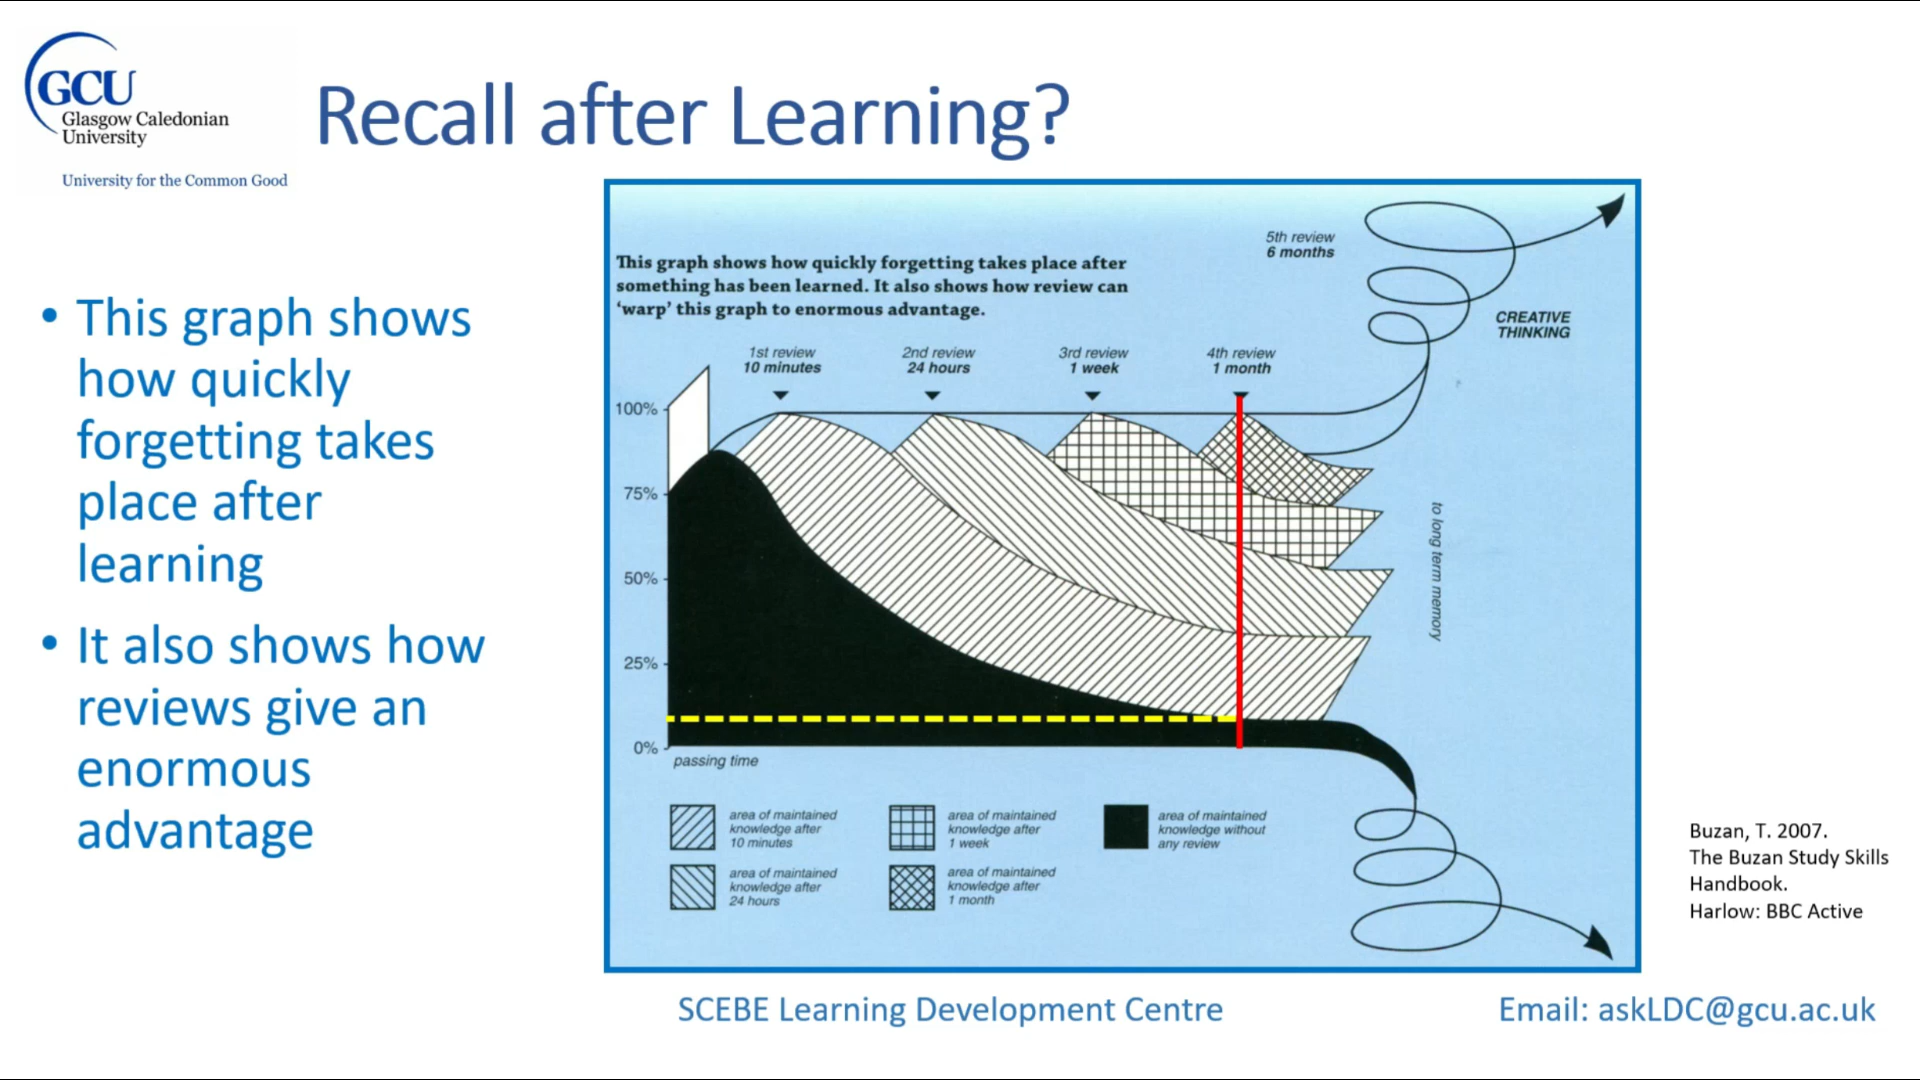 GCU
Glasgow Caledonian
University
University for the Common Good
Recall after Learning?
• This graph shows
how quickly
forgetting takes
place after
learning
• It also shows how
reviews give an
enormous
advantage
This graph shows how quickly forgetting takes place after
something has been learned. It also shows how review can
‘warp’ this graph to enormous advantage.
5th review
6 months
CREATIVE
THINKING
1st review
10 minutes
2nd review
24 hours
3rd review
1 week
4th review
1 month
100%
75%
50%
25%
0%
to long term memory
passing time
area of maintained
knowledge after
10 minutes
area of maintained
knowledge after
1 week
area of maintained
knowledge without
any review
area of maintained
knowledge after
24 hours
area of maintained
knowledge after
1 month
Buzan, T. 2007.
The Buzan Study Skills
Handbook.
Harlow: BBC Active
SCEBE Learning Development Centre
Email: askLDC@gcu.ac.uk